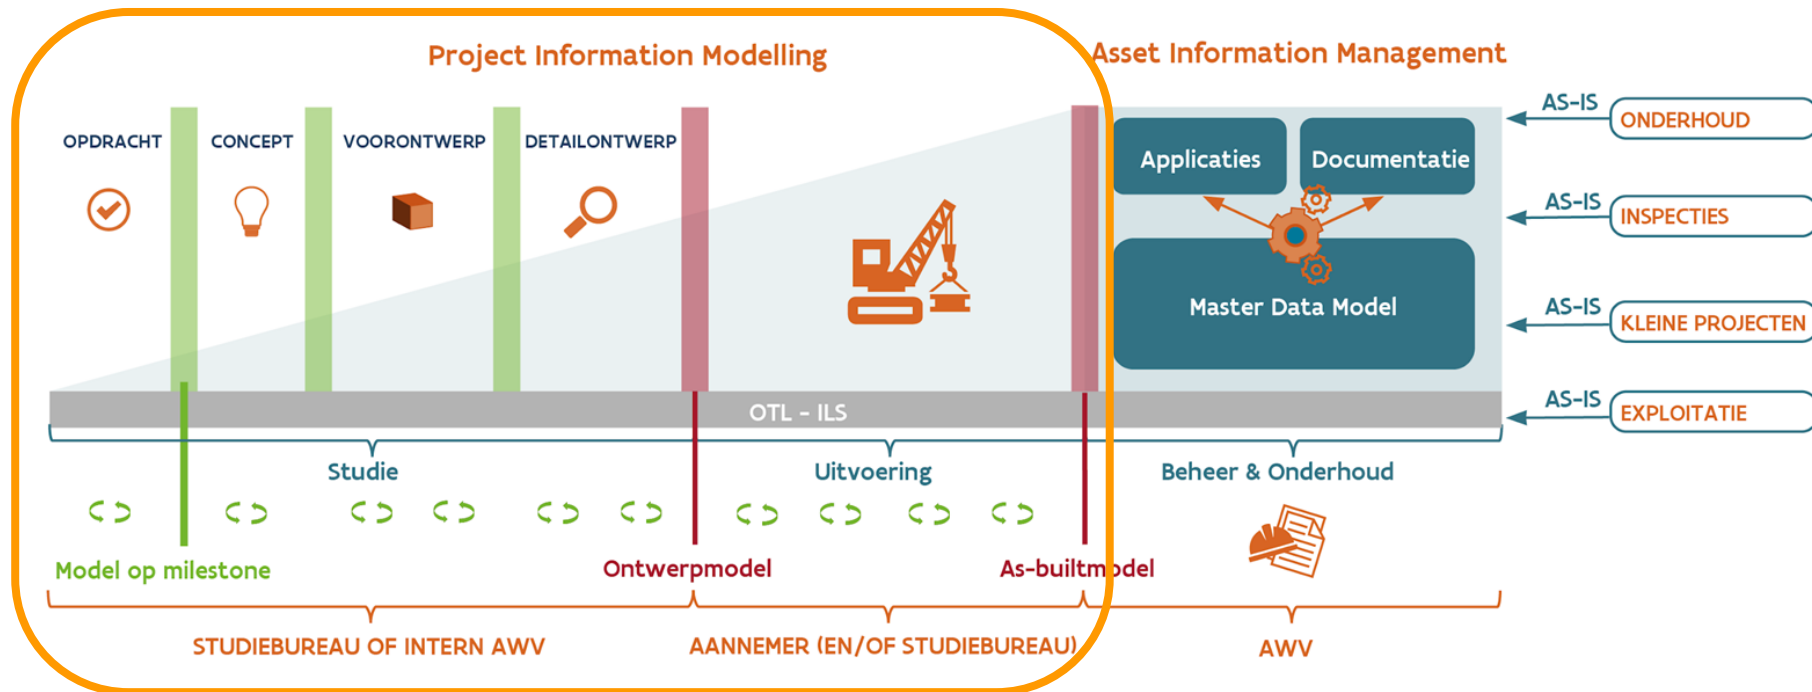 Project Information Modelling
Asset Information Management
OPDRACHT
CONCEPT
VOORONTWERP
DETAILONTWERP
Applicaties
Documentatie
Master Data Model
AS-IS
ONDERHOUD
AS-IS
INSPECTIES
AS-IS
KLEINE PROJECTEN
AS-IS
EXPLOITATIE
OTL - ILS
Studie
Uitvoering
Beheer & Onderhoud
Model op milestone
Ontwerpmodel
As-builtmodel
STUDIEBUREAU OF INTERN AWV
AANNEMER (EN/OF STUDIEBUREAU)
AWV